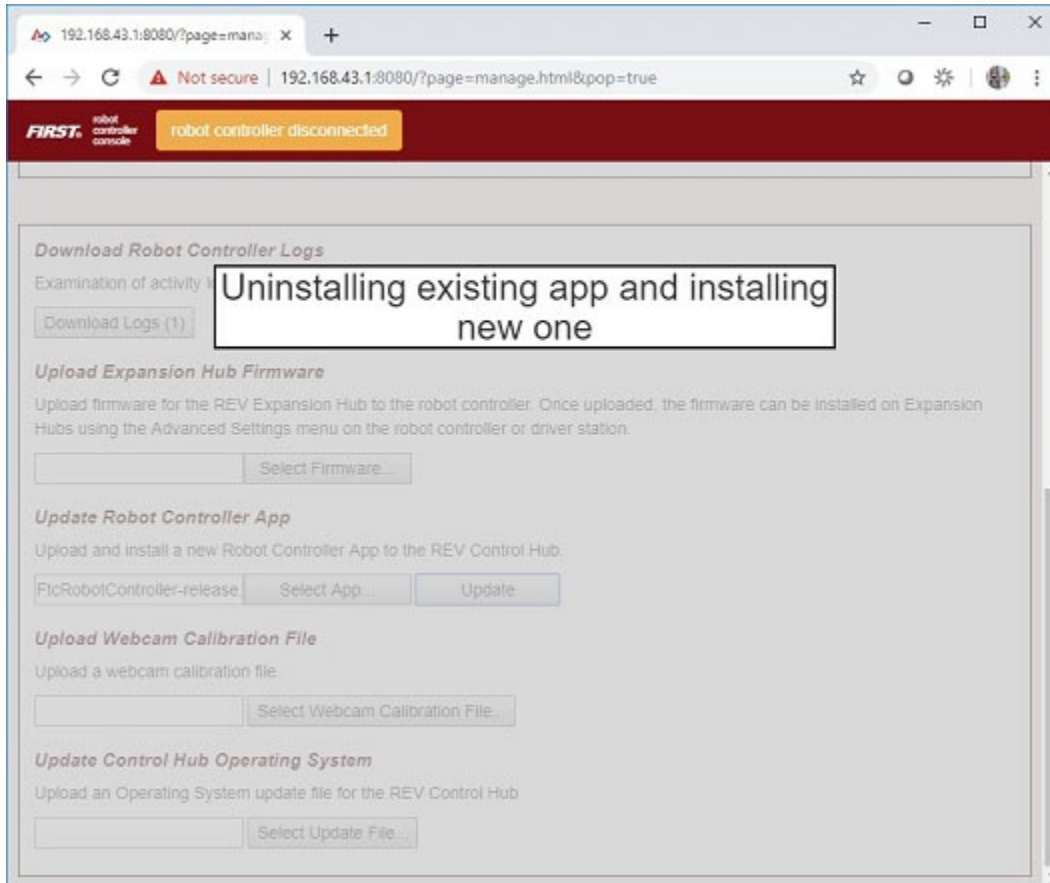 192.168.43.1:8080/?page=mana
Not secure | 192.168.43.1:8080/?page=manage.html&pop=true
FIRST® robot controller console
robot controller disconnected
Download Robot Controller Logs
Examination of activity
Uninstalling existing app and installing
new one
Download Logs (1)
Upload Expansion Hub Firmware
Upload firmware for the REV Expansion Hub to the robot controller. Once uploaded, the firmware can be installed on Expansion
Hubs using the Advanced Settings menu on the robot controller or driver station.
Select Firmware...
Update Robot Controller App
Upload and install a new Robot Controller App to the REV Control Hub.
FtcRobotController-release. Select App... Update
Upload Webcam Calibration File
Upload a webcam calibration file.
Select Webcam Calibration File...
Update Control Hub Operating System
Upload an Operating System update file for the REV Control Hub
Select Update File...